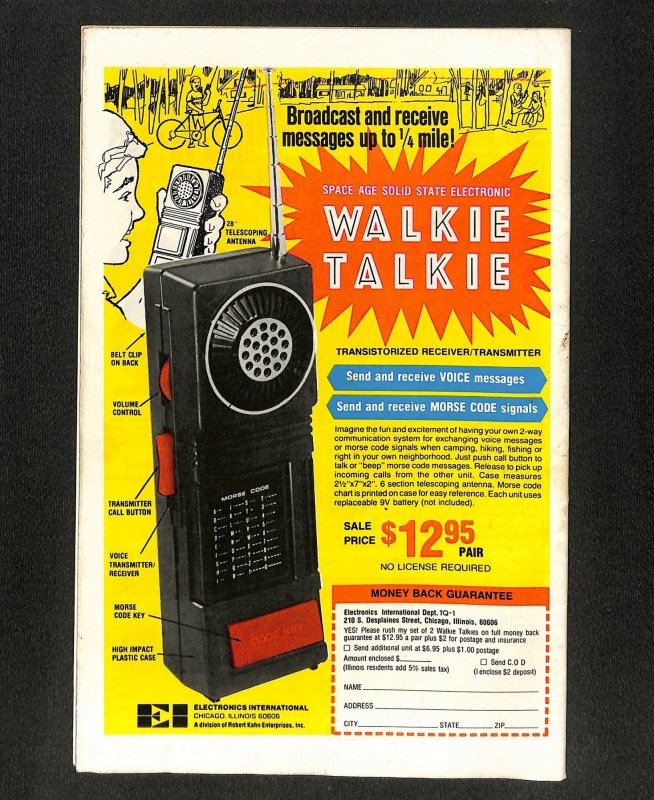 Broadcast and receive
messages up to 1/4 mile!
SPACE AGE SOLID STATE ELECTRONIC
WALKIE
TALKIE
28"
TELESCOPING
ANTENNA
BELT CLIP
ON BACK
VOLUME
CONTROL
TRANSMITTER
CALL BUTTON
VOICE
TRANSMITTER/
RECEIVER
MORSE
CODE KEY
HIGH IMPACT
PLASTIC CASE
MORSE CODE
TRANSISTORIZED RECEIVER/TRANSMITTER
Send and receive VOICE messages
Send and receive MORSE CODE signals
Imagine the fun and excitement of having your own 2-way
communication system for exchanging voice messages
or morse code signals when camping, hiking, fishing or
right in your own neighborhood. Just push call button to
talk or "beep" morse code messages. Release to pick up
incoming calls from the other unit. Case measures
2½"x7"x2". 6 section telescoping antenna. Morse code
chart is printed on case for easy reference. Each unit uses
replaceable 9V battery (not included).
SALE
PRICE $12.95
PAIR
NO LICENSE REQUIRED
MONEY BACK GUARANTEE
Electronics International Dept. TQ-1
210 S. Desplaines Street, Chicago, Illinois, 60606
YES! Please rush my set of 2 Walkie Talkies on full money back
guarantee at $12.95 a pair plus $2 for postage and insurance
Send additional unit at $6.95 plus $1.00 postage
Amount enclosed $
(Illinois residents add 5% sales tax)
Send C.O.D
(I enclose $2 deposit)
NAME
ADDRESS
CITY STATE ZIP
EI
ELECTRONICS INTERNATIONAL
CHICAGO, ILLINOIS 60606
A division of Robert Kahn Enterprises, Inc.